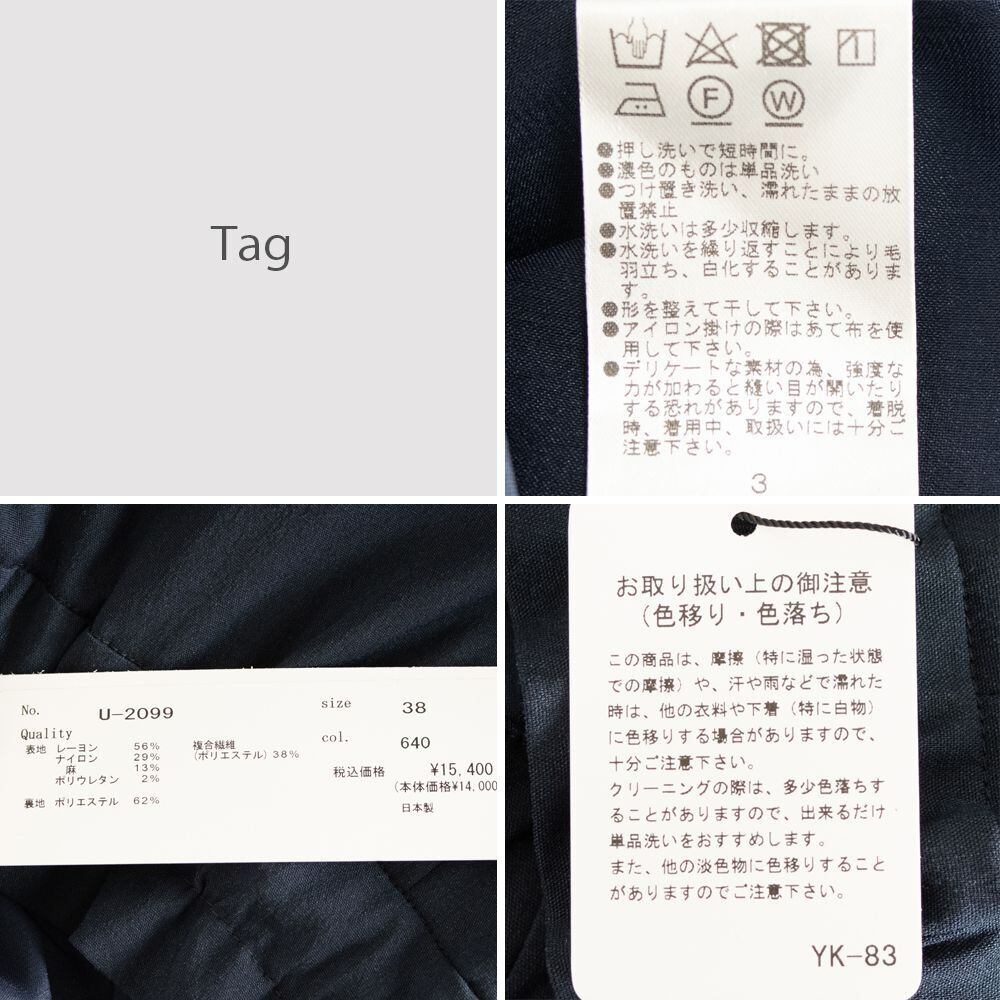 Tag
1
F
W
●押し洗いで短時間に。
●濃色のものは単品洗い
●つけ置き洗い、濡れたままの放
置禁止
●水洗いは多少収縮します。
●水洗いを繰り返すことにより毛
羽立ち、白化することがありま
す。
●形を整えて干して下さい。
●アイロン掛けの際はあて布を使
用して下さい。
●デリケートな素材の為、強度な
力が加わると縫い目が開いたり
する恐れがありますので、着脱
時、着用中、取扱いには十分ご
注意下さい。
3
No. U-2099 size 38
Quality col. 640
表地 レーヨン 56% 複合繊維
ナイロン 29% (ポリエステル) 38%
麻 13%
ポリウレタン 2%
裏地 ポリエステル 62%
税込価格 ¥15,400
(本体価格¥14,000
日本製
お取り扱い上の御注意
(色移り・色落ち)
この商品は、摩擦(特に湿った状態
での摩擦)や、汗や雨などで濡れた
時は、他の衣料や下着(特に白物)
に色移りする場合がありますので、
十分ご注意下さい。
クリーニングの際は、多少色落ちす
ることがありますので、出来るだけ
単品洗いをおすすめします。
また、他の淡色物に色移りすること
がありますのでご注意下さい。
YK-83